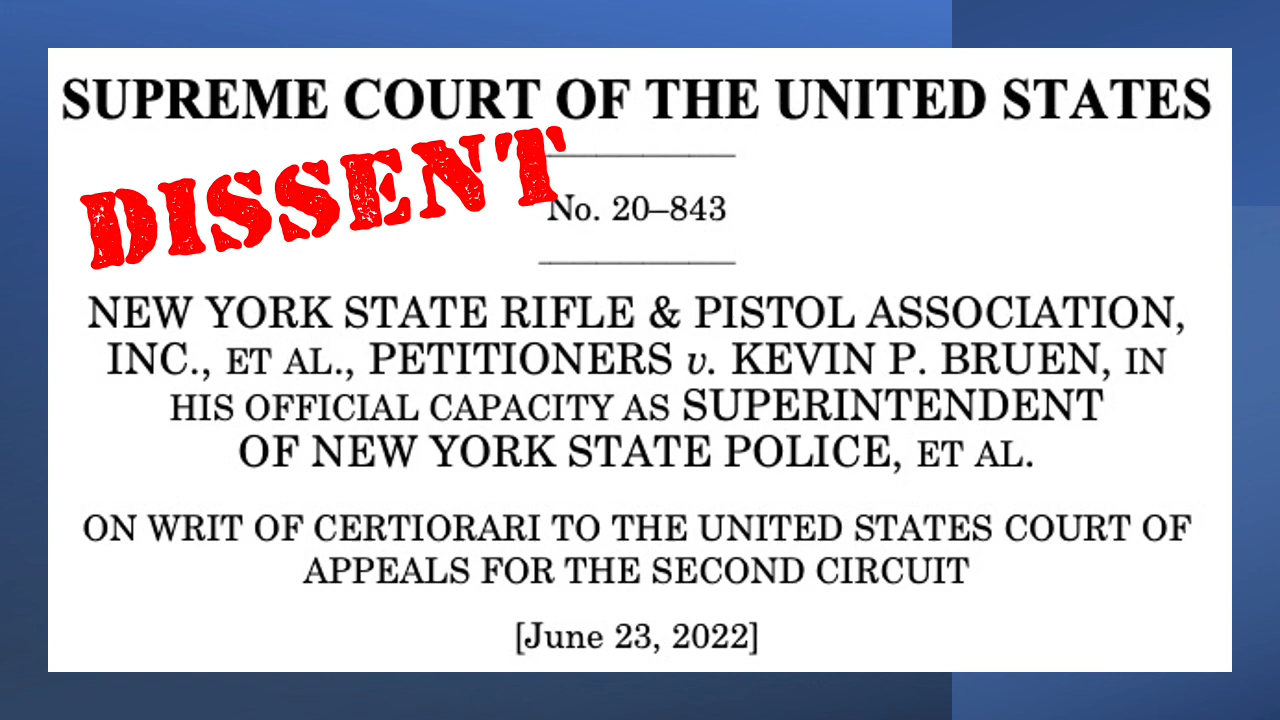 SUPREME COURT OF THE UNITED STATES
DISSENT
No. 20–843
NEW YORK STATE RIFLE & PISTOL ASSOCIATION,
INC., ET AL., PETITIONERS v. KEVIN P. BRUEN, IN
HIS OFFICIAL CAPACITY AS SUPERINTENDENT
OF NEW YORK STATE POLICE, ET AL.
ON WRIT OF CERTIORARI TO THE UNITED STATES COURT OF
APPEALS FOR THE SECOND CIRCUIT
[June 23, 2022]